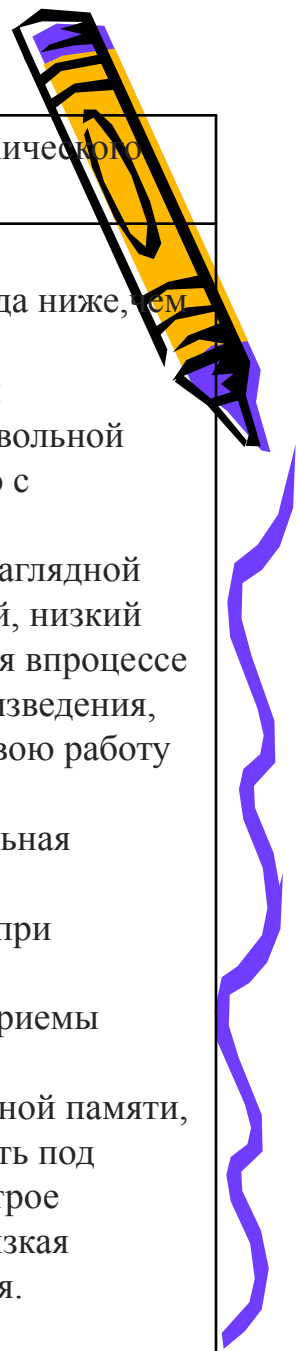 ического
да ниже,чем
вольной
о с
аглядной
й, низкий
я впроцессе
изведения,
вою работу
ьная
при
риемы
ной памяти,
ть под
трое
изкая
я.